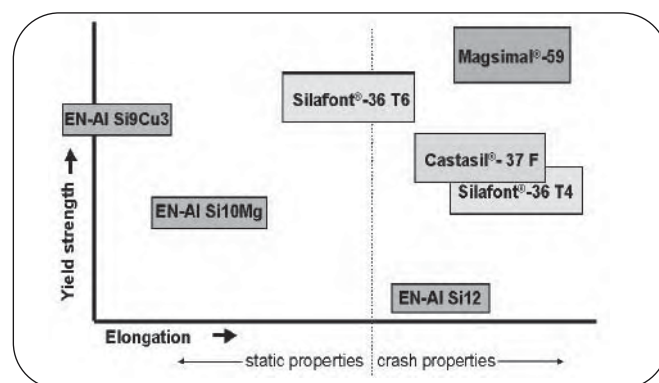 Magsimal®-59
Silafont®-36 T6
EN-Al Si9Cu3
Castasil®- 37 F
Silafont®-36 T4
EN-Al Si10Mg
Yield strength
EN-Al Si12
Elongation
static properties
crash properties